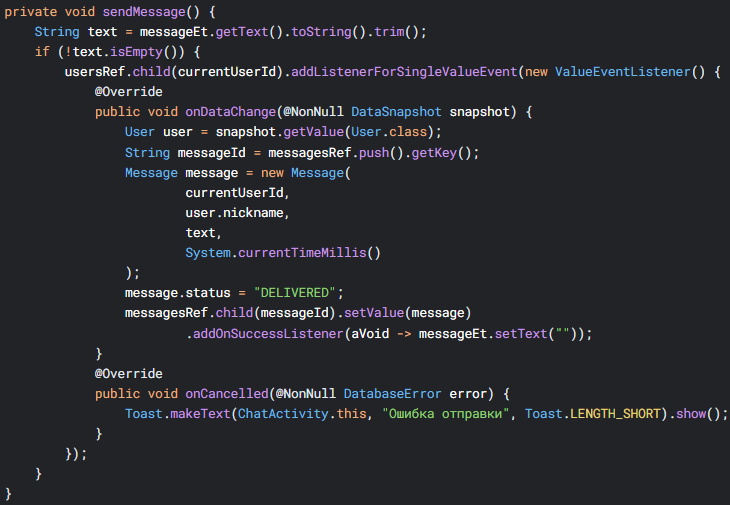 private void sendMessage() {
    String text = messageEt.getText().toString().trim();
    if (!text.isEmpty()) {
        usersRef.child(currentUserId).addListenerForSingleValueEvent(new ValueEventListener() {
            @Override
            public void onDataChange(@NonNull DataSnapshot snapshot) {
                User user = snapshot.getValue(User.class);
                String messageId = messagesRef.push().getKey();
                Message message = new Message(
                        currentUserId,
                        user.nickname,
                        text,
                        System.currentTimeMillis()
                );
                message.status = "DELIVERED";
                messagesRef.child(messageId).setValue(message)
                        .addOnSuccessListener(aVoid -> messageEt.setText(""));
            }
            @Override
            public void onCancelled(@NonNull DatabaseError error) {
                Toast.makeText(ChatActivity.this, "Ошибка отправки", Toast.LENGTH_SHORT).show();
            }
        });
    }
}